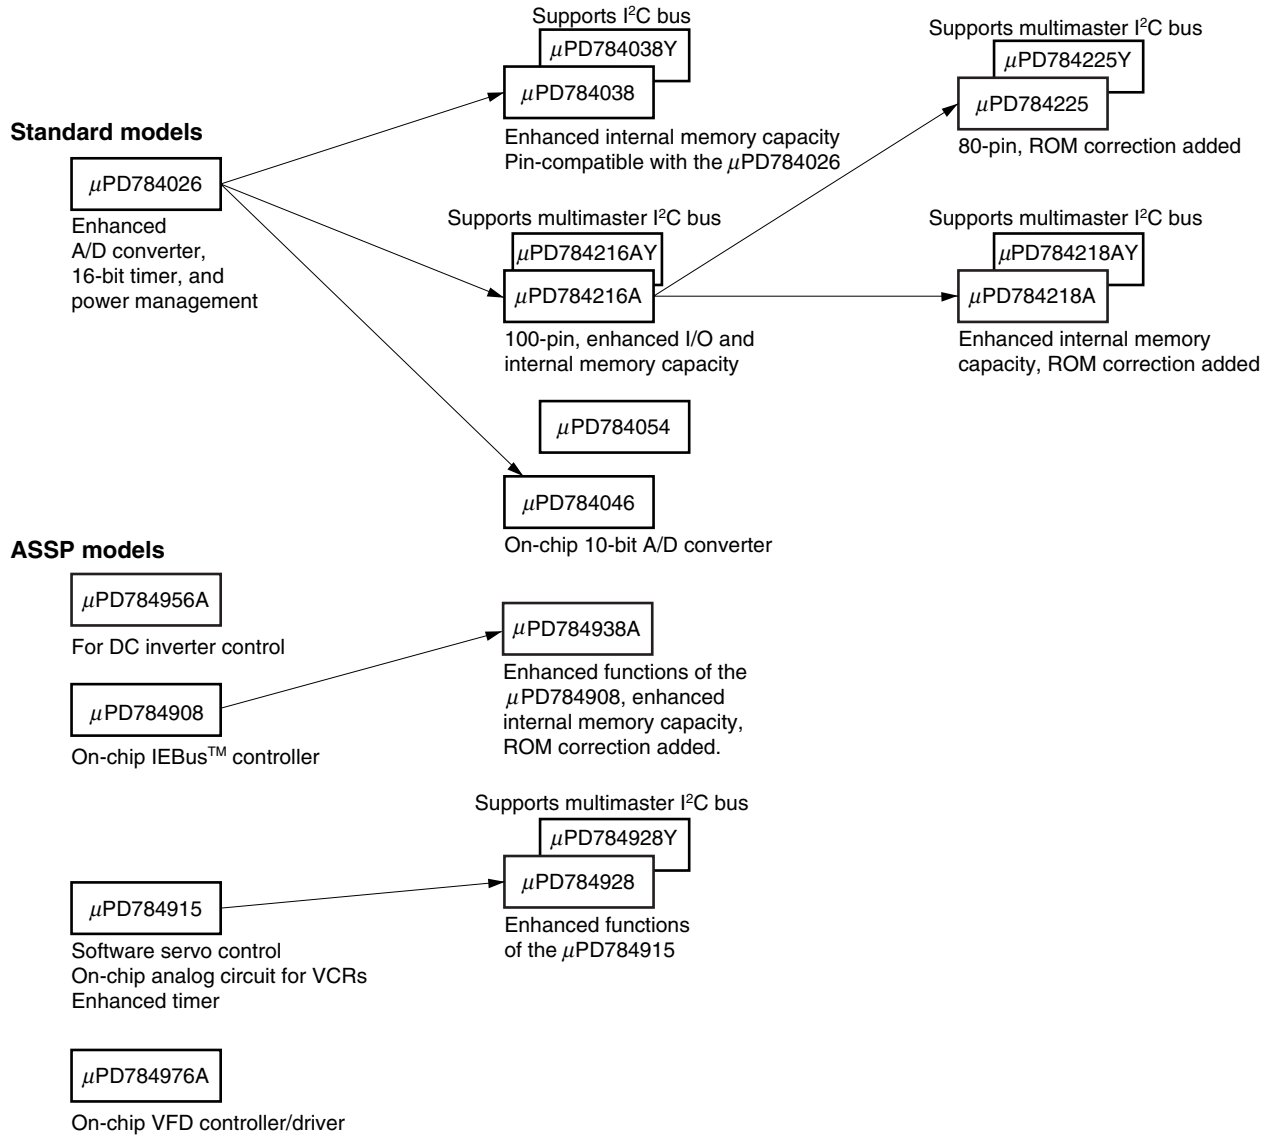 Standard models
μPD784026
Enhanced
A/D converter,
16-bit timer, and
power management
Supports I²C bus
μPD784038Y
μPD784038
Enhanced internal memory capacity
Pin-compatible with the μPD784026
Supports multimaster I²C bus
μPD784216AY
μPD784216A
100-pin, enhanced I/O and
internal memory capacity
Supports multimaster I²C bus
μPD784225Y
μPD784225
80-pin, ROM correction added
Supports multimaster I²C bus
μPD784218AY
μPD784218A
Enhanced internal memory
capacity, ROM correction added
μPD784054
μPD784046
On-chip 10-bit A/D converter
ASSP models
μPD784956A
For DC inverter control
μPD784908
On-chip IEBus™ controller
μPD784938A
Enhanced functions of the
μPD784908, enhanced
internal memory capacity,
ROM correction added.
μPD784915
Software servo control
On-chip analog circuit for VCRs
Enhanced timer
Supports multimaster I²C bus
μPD784928Y
μPD784928
Enhanced functions
of the μPD784915
μPD784976A
On-chip VFD controller/driver